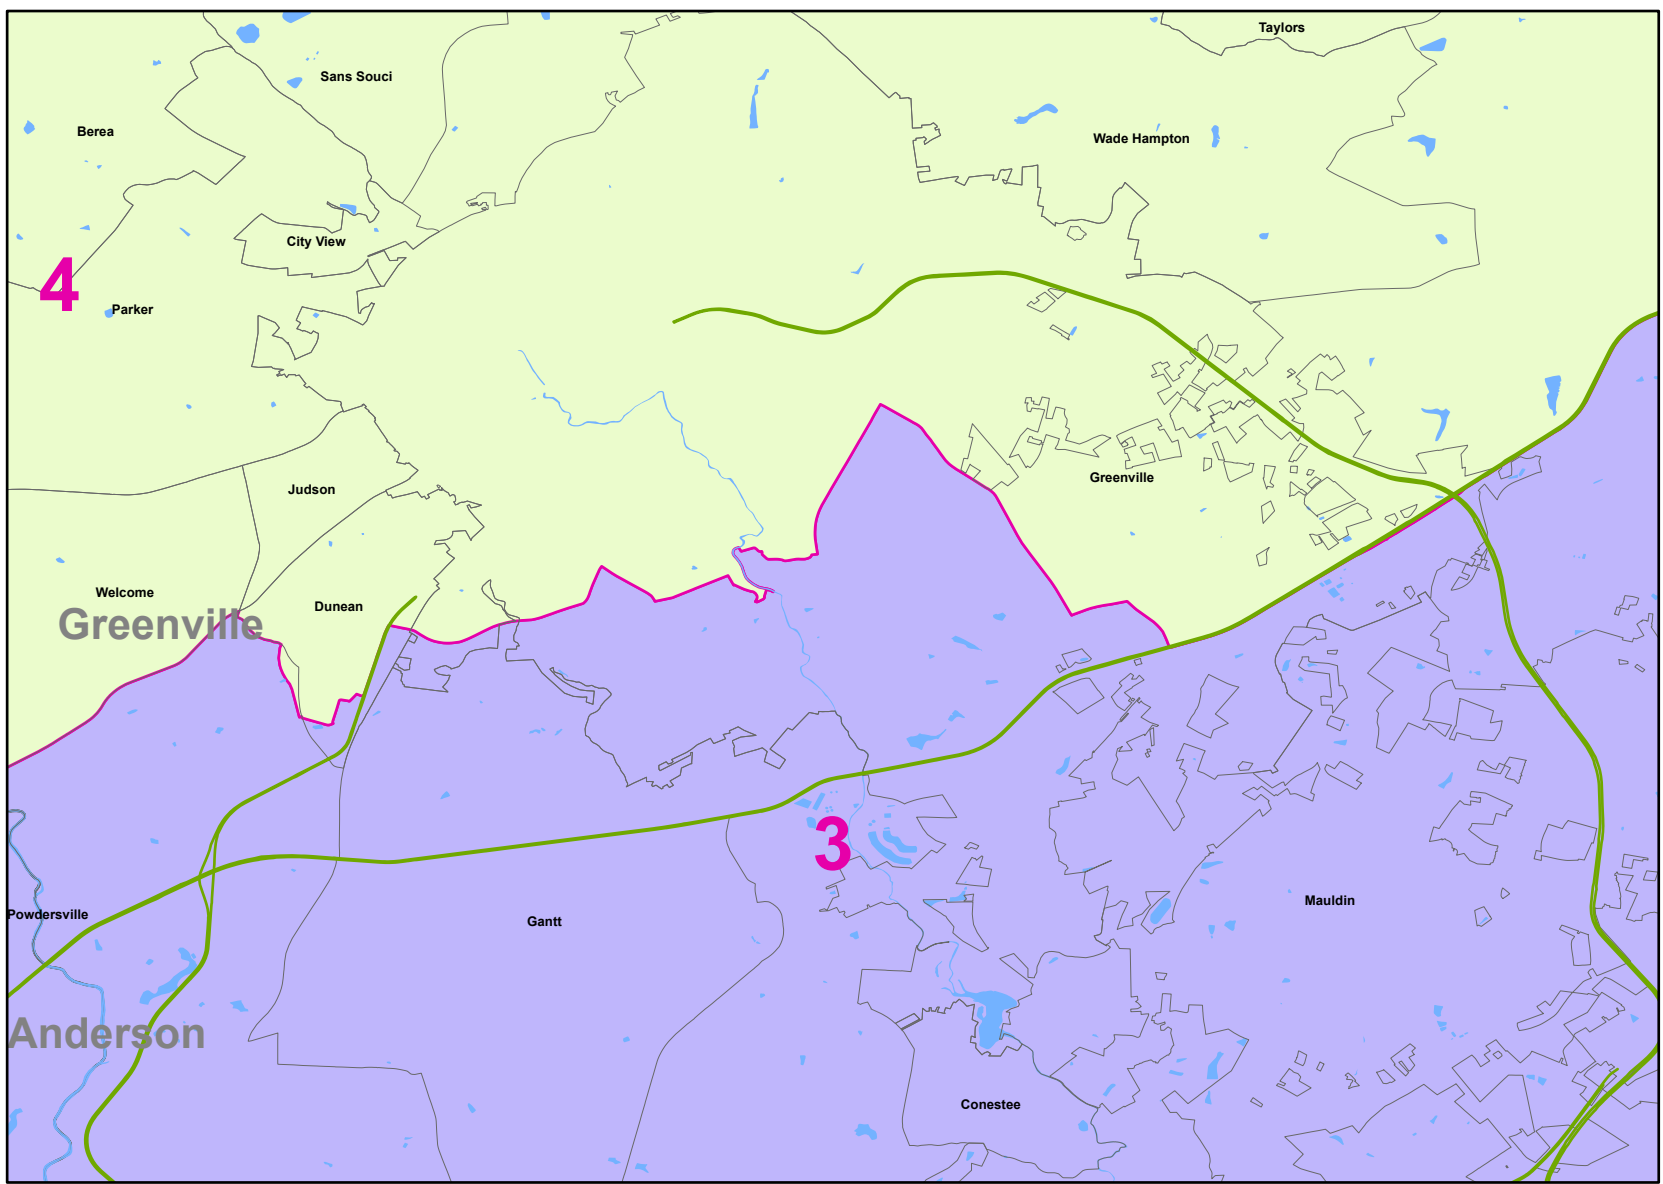 Taylors
Sans Souci
Berea
Wade Hampton
City View
4
Parker
Greenville
Judson
Welcome
Dunean
Greenville
3
Mauldin
Powdersville
Gantt
Anderson
Conestee